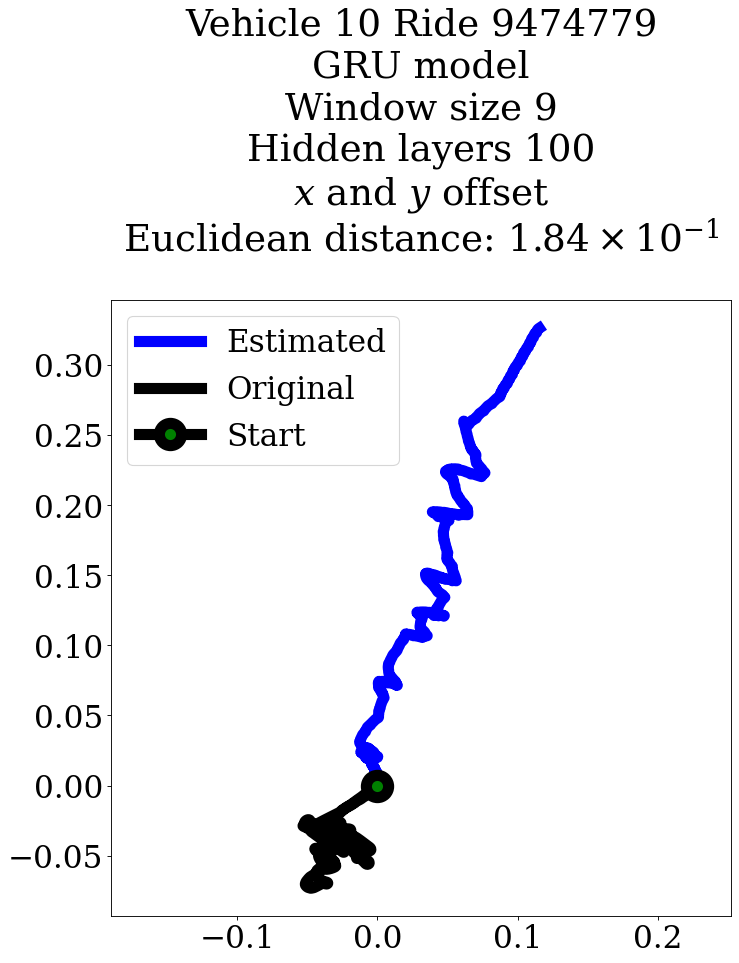 Vehicle 10 Ride 9474779
GRU model
Window size 9
Hidden layers 100
x and y offset
Euclidean distance: 1.84 × 10⁻¹
Estimated
Original
Start
0.30
0.25
0.20
0.15
0.10
0.05
0.00
−0.05
−0.1 0.0 0.1 0.2